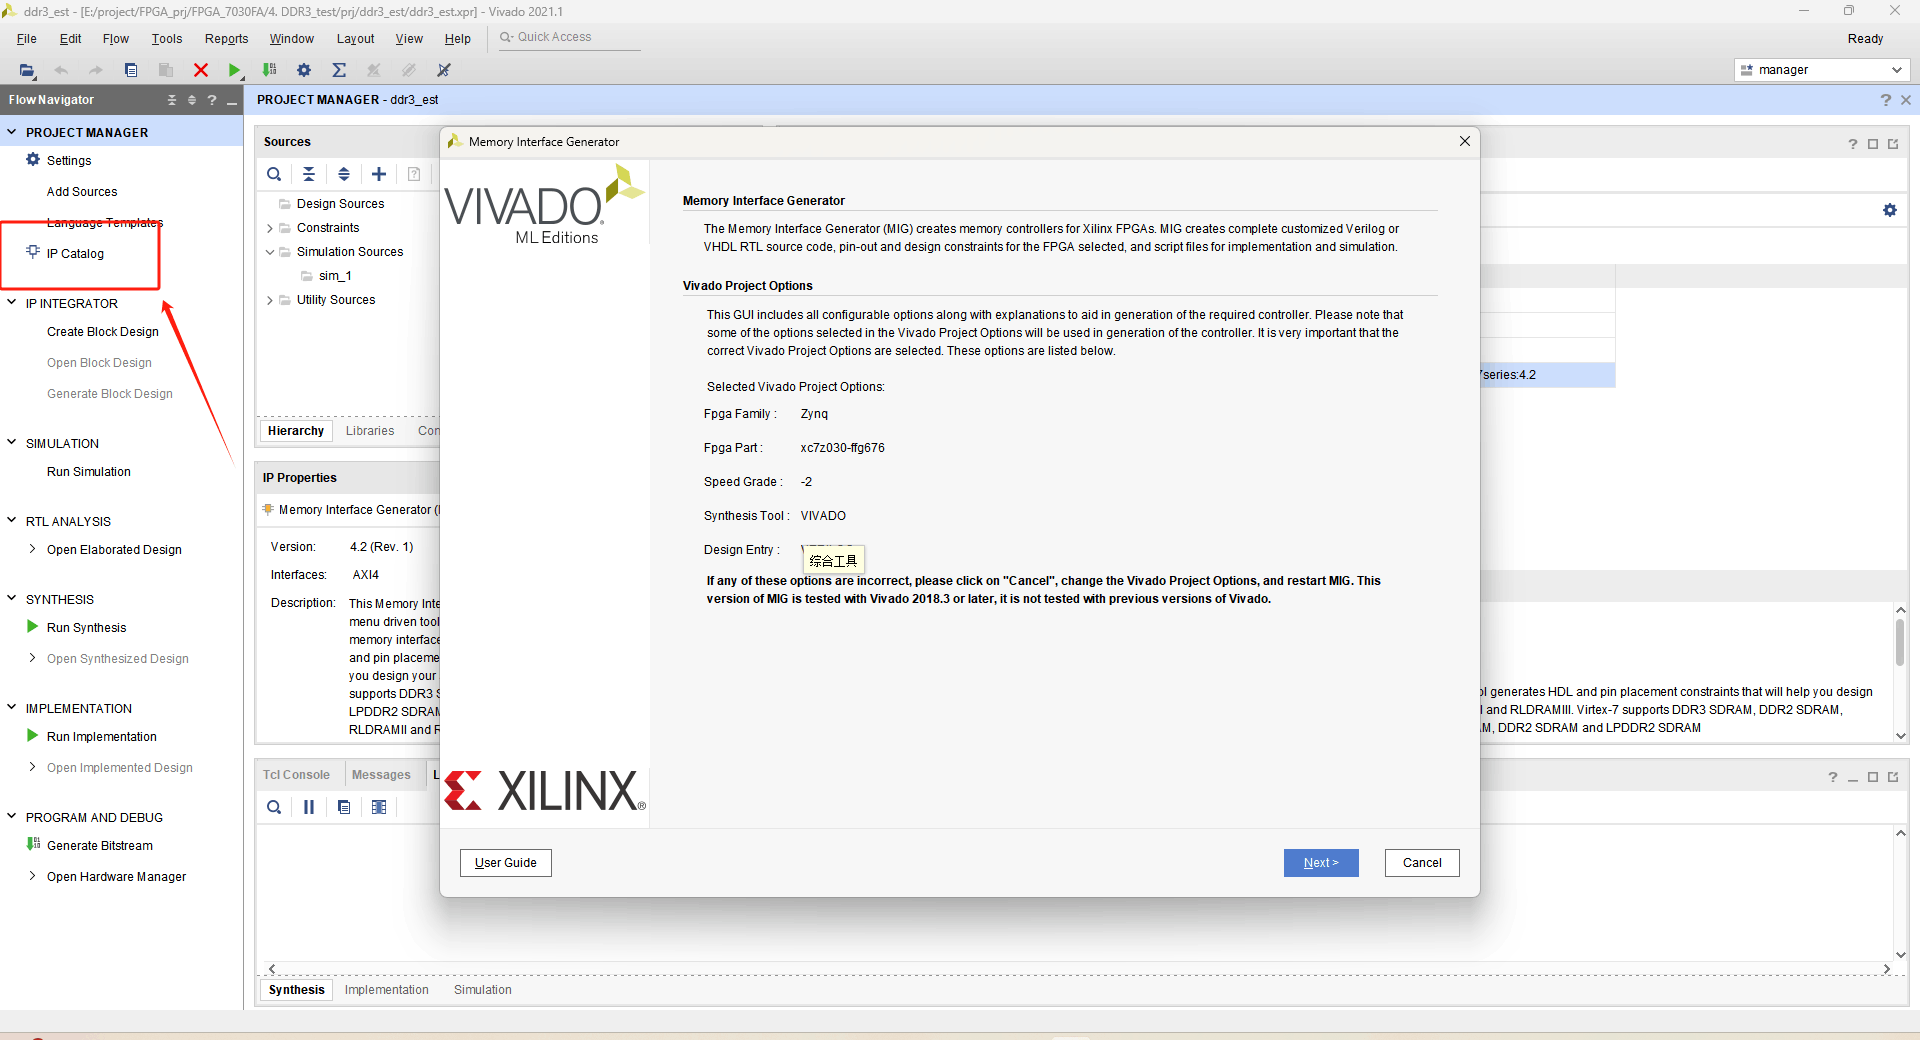 ddr3_est - [E:/project/FPGA_prj/FPGA_7030FA/4. DDR3_test/prj/ddr3_est/ddr3_est.xpr] - Vivado 2021.1
File Edit Flow Tools Reports Window Layout View Help Quick Access
Ready
manager
Flow Navigator
PROJECT MANAGER - ddr3_est
PROJECT MANAGER
Settings
Add Sources
Language Templates
IP Catalog
IP INTEGRATOR
Create Block Design
Open Block Design
Generate Block Design
SIMULATION
Run Simulation
RTL ANALYSIS
Open Elaborated Design
SYNTHESIS
Run Synthesis
Open Synthesized Design
IMPLEMENTATION
Run Implementation
Open Implemented Design
PROGRAM AND DEBUG
Generate Bitstream
Open Hardware Manager
Sources
Design Sources
Constraints
Simulation Sources
sim_1
Utility Sources
Hierarchy Libraries Con
IP Properties
Memory Interface Generator (
Version: 4.2 (Rev. 1)
Interfaces: AXI4
Description: This Memory Inte
menu driven tool
memory interface
and pin placeme
you design your
supports DDR3 S
LPDDR2 SDRAM
RLDRAMII and R
Memory Interface Generator
VIVADO
ML Editions
Memory Interface Generator
The Memory Interface Generator (MIG) creates memory controllers for Xilinx FPGAs. MIG creates complete customized Verilog or
VHDL RTL source code, pin-out and design constraints for the FPGA selected, and script files for implementation and simulation.
Vivado Project Options
This GUI includes all configurable options along with explanations to aid in generation of the required controller. Please note that
some of the options selected in the Vivado Project Options will be used in generation of the controller. It is very important that the
correct Vivado Project Options are selected. These options are listed below.
Selected Vivado Project Options:
Fpga Family : Zynq
Fpga Part : xc7z030-ffg676
Speed Grade : -2
Synthesis Tool : VIVADO
Design Entry :
综合工具
If any of these options are incorrect, please click on "Cancel", change the Vivado Project Options, and restart MIG. This
version of MIG is tested with Vivado 2018.3 or later, it is not tested with previous versions of Vivado.
XILINX
User Guide
Next >
Cancel
series:4.2
ol generates HDL and pin placement constraints that will help you design
I and RLDRAMIII. Virtex-7 supports DDR3 SDRAM, DDR2 SDRAM,
M, DDR2 SDRAM and LPDDR2 SDRAM
Tcl Console Messages L
Synthesis Implementation Simulation